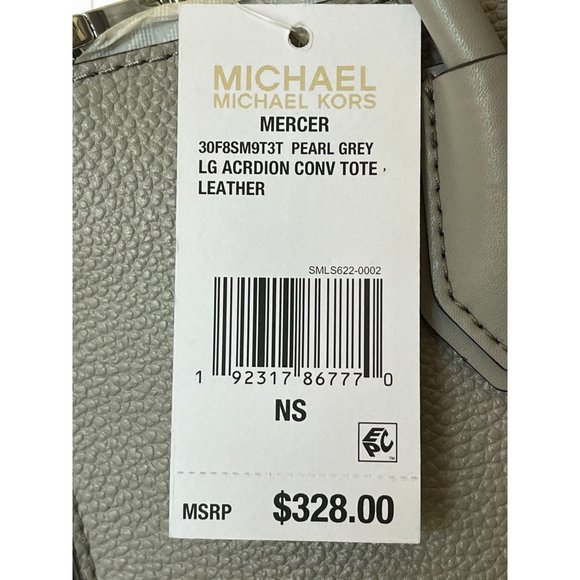 MICHAEL
MICHAEL KORS
MERCER
30F8SM9T3T PEARL GREY
LG ACRDION CONV TOTE
LEATHER
SMLS622-0002
1 92317 86777 0
NS
EPC
MSRP $328.00